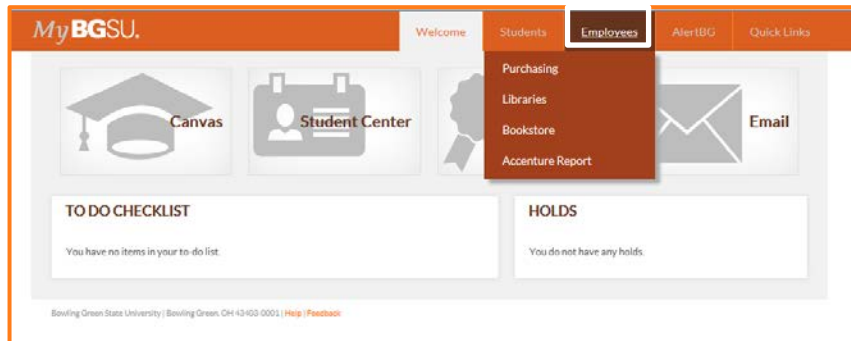 MyBGSU.
Welcome
Students
Employees
AlertBG
Quick Links
Purchasing
Libraries
Bookstore
Accenture Report
Canvas
Student Center
Email
TO DO CHECKLIST
You have no items in your to-do list.
HOLDS
You do not have any holds.
Bowling Green State University | Bowling Green, OH 43403-0001 | Help | Feedback